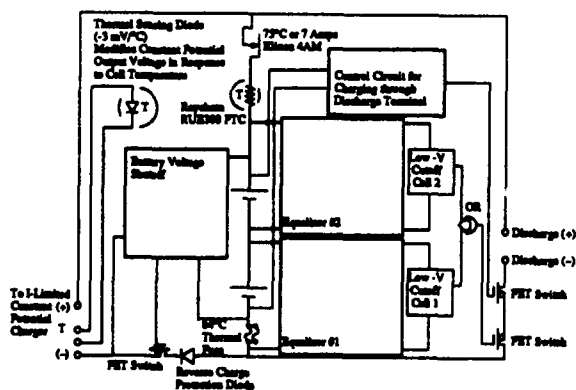 Thermal Sensing Diode
(-3 mV/°C)
Modifies Constant Potential
Output Voltage in Response
to Cell Temperature
75°C or 7 Amps
Klixon 4AM
T
T
Raychem
RUE300 PTC
Control Circuit for
Charging through
Discharge Terminal
Battery Voltage
Shutoff
Equalizer #2
Low -V
Cutoff
Cell 2
OR
Discharge (+)
Discharge (-)
Equalizer #1
Low -V
Cutoff
Cell 1
FET Switch
FET Switch
To I-Limited
Constant (+)
Potential
Charger T
(-)
Thermal
Fuse
FET Switch
Reverse Charge
Protection Diode